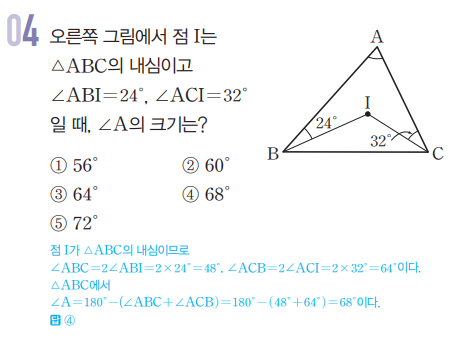 04 오른쪽 그림에서 점 I는
△ABC의 내심이고
∠ABI=24°, ∠ACI=32°
일 때, ∠A의 크기는?
① 56° ② 60°
③ 64° ④ 68°
⑤ 72°
A
I
24°
32°
B
C
점 I가 △ABC의 내심이므로
∠ABC=2∠ABI=2×24°=48°, ∠ACB=2∠ACI=2×32°=64°이다.
△ABC에서
∠A=180°-(∠ABC+∠ACB)=180°-(48°+64°)=68°이다.
답 ④